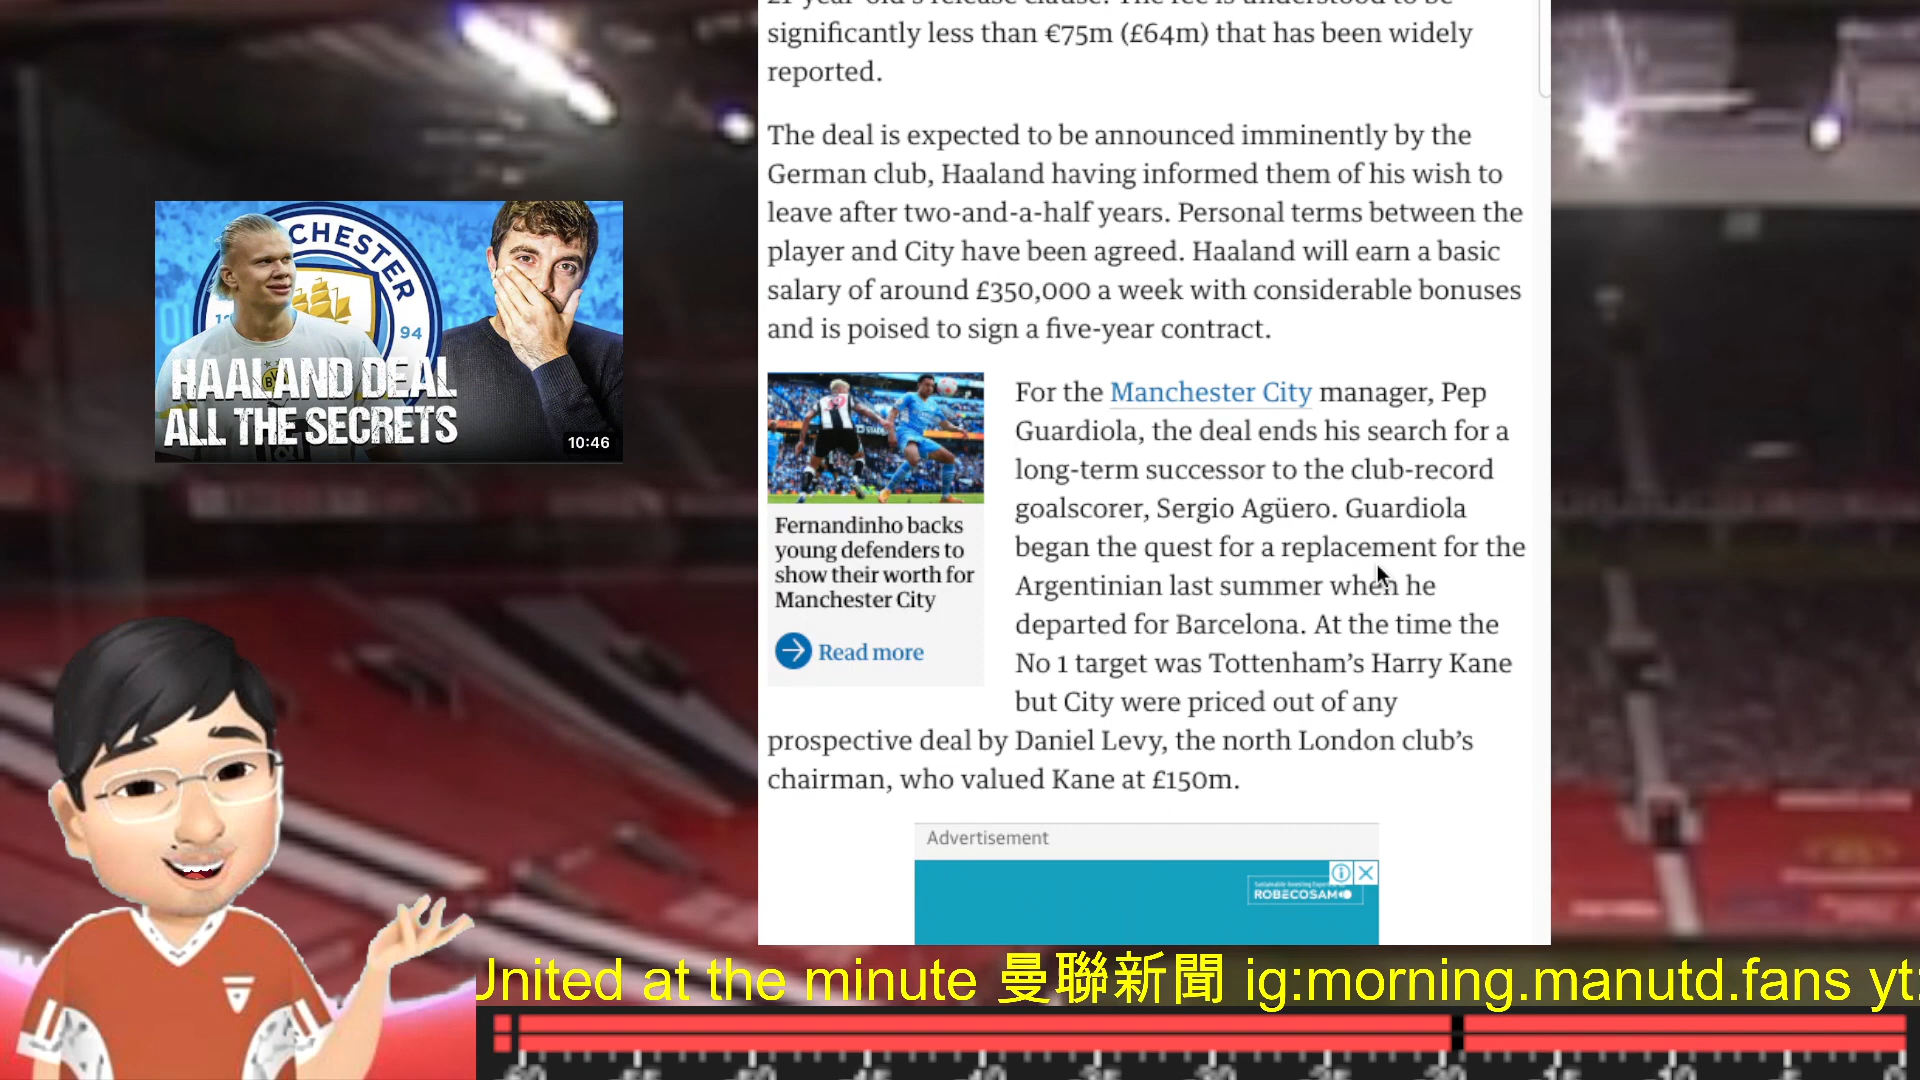 significantly less than €75m (£64m) that has been widely
reported.
The deal is expected to be announced imminently by the
German club, Haaland having informed them of his wish to
leave after two-and-a-half years. Personal terms between the
player and City have been agreed. Haaland will earn a basic
salary of around £350,000 a week with considerable bonuses
and is poised to sign a five-year contract.
CHESTER
94
HAALAND DEAL
ALL THE SECRETS
10:46
Fernandinho backs
young defenders to
show their worth for
Manchester City
Read more
For the Manchester City manager, Pep
Guardiola, the deal ends his search for a
long-term successor to the club-record
goalscorer, Sergio Agüero. Guardiola
began the quest for a replacement for the
Argentinian last summer when he
departed for Barcelona. At the time the
No 1 target was Tottenham's Harry Kane
but City were priced out of any
prospective deal by Daniel Levy, the north London club's
chairman, who valued Kane at £150m.
Advertisement
ROBECOSAM
United at the minute 曼聯新聞 ig:morning.manutd.fans yt: